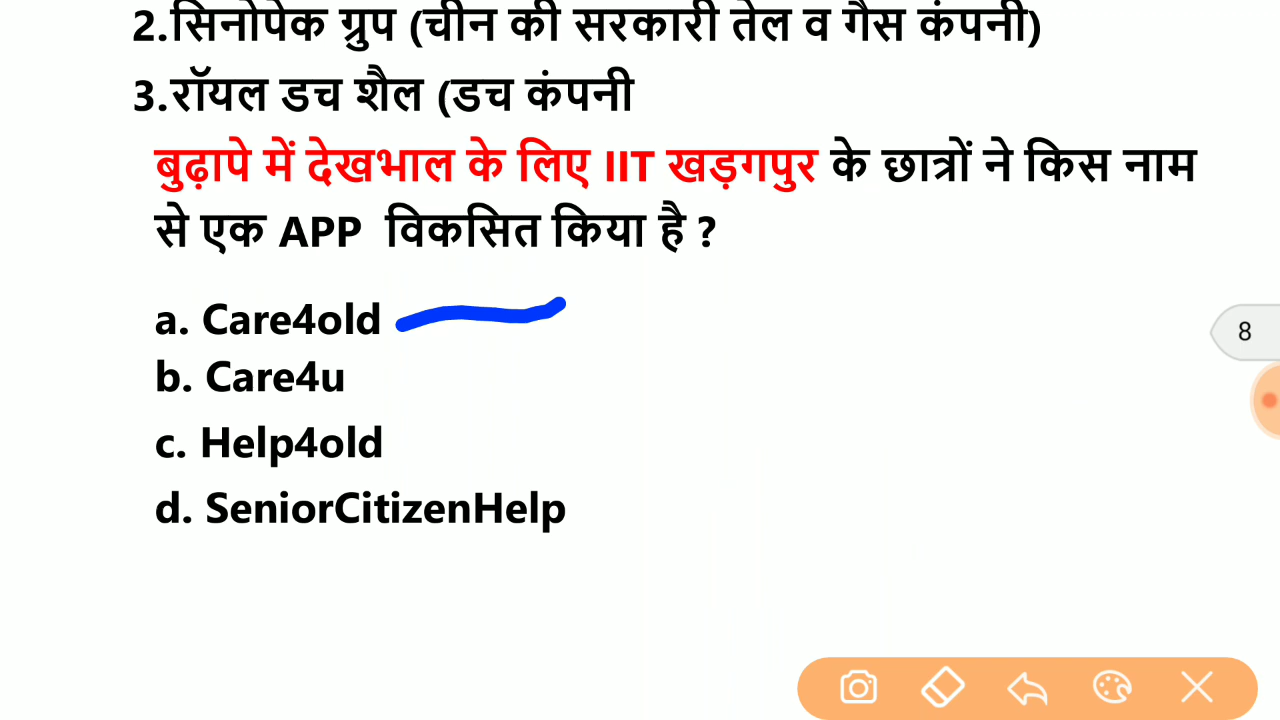 2.सिनोपेक ग्रुप (चीन की सरकारी तेल व गैस कंपनी)
3.रॉयल डच शैल (डच कंपनी
बुढ़ापे में देखभाल के लिए IIT खड़गपुर के छात्रों ने किस नाम
से एक APP विकसित किया है ?
a. Care4old
8
b. Care4u
c. Help4old
d. SeniorCitizenHelp